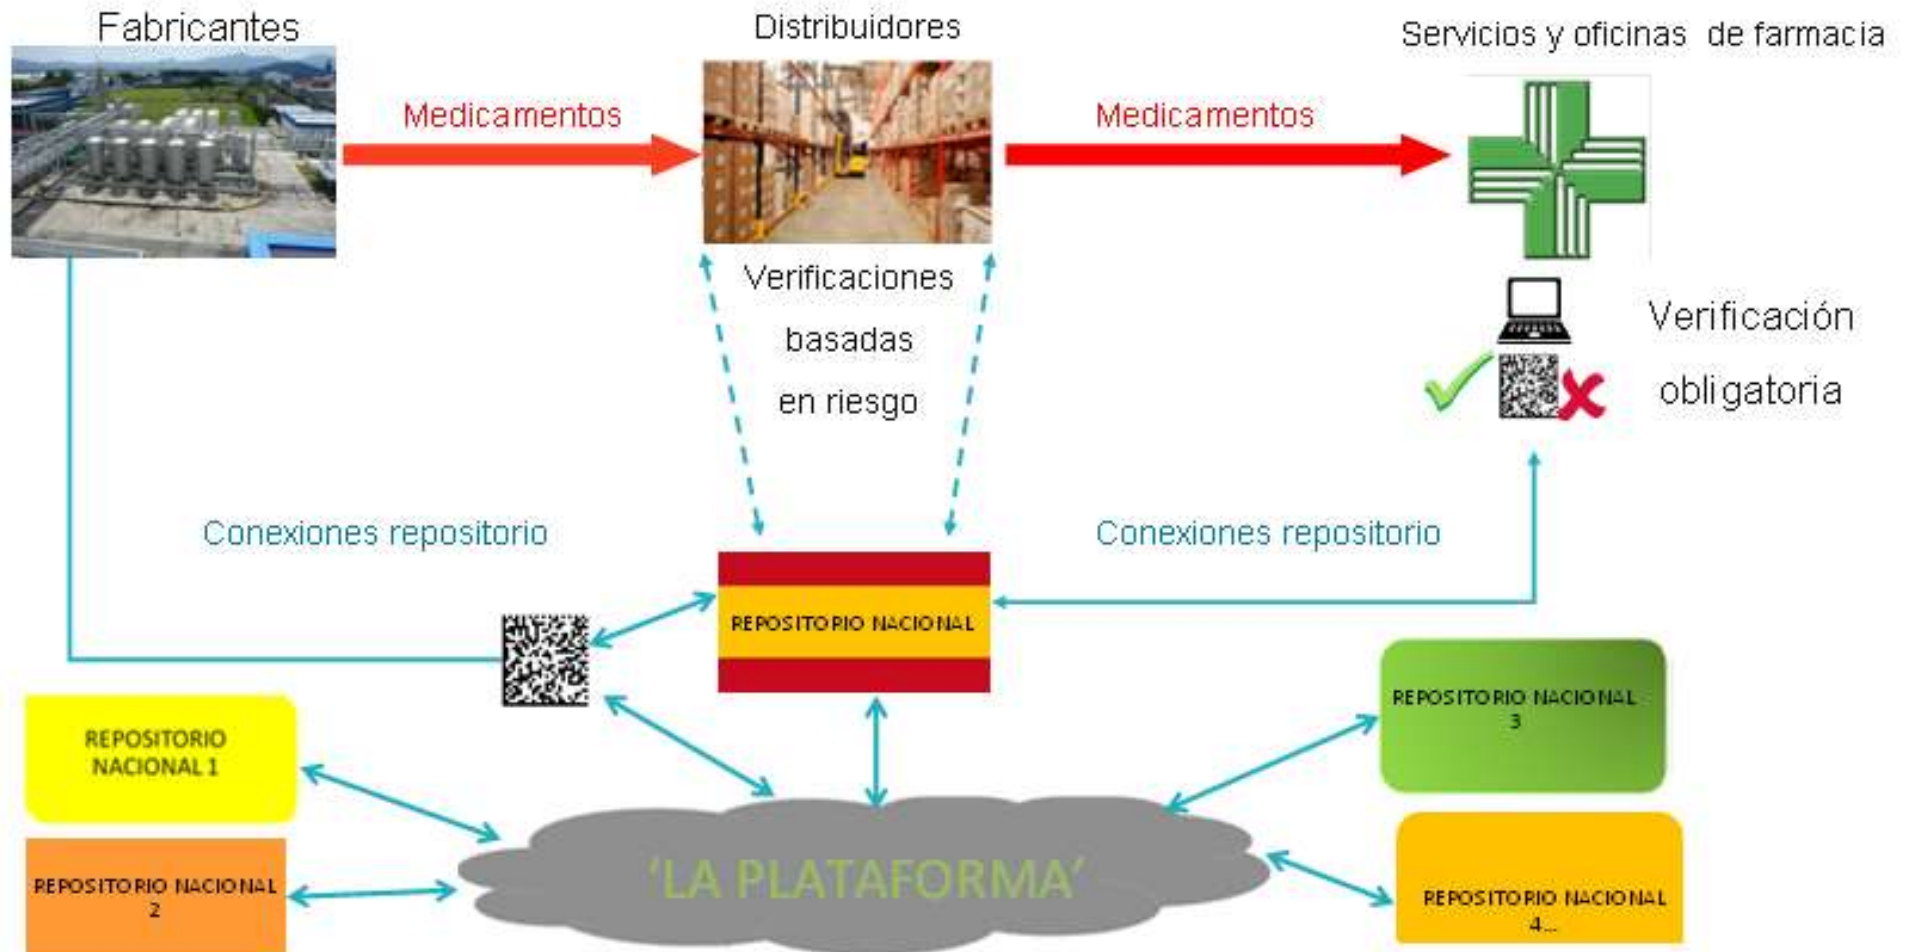 Fabricantes
Distribuidores
Servicios y oficinas de farmacia
Medicamentos
Medicamentos
Verificaciones
basadas
en riesgo
Verificación
obligatoria
Conexiones repositorio
Conexiones repositorio
REPOSITORIO NACIONAL
REPOSITORIO
NACIONAL 1
REPOSITORIO NACIONAL
3
'LA PLATAFORMA'
REPOSITORIO NACIONAL
2
REPOSITORIO NACIONAL
4...